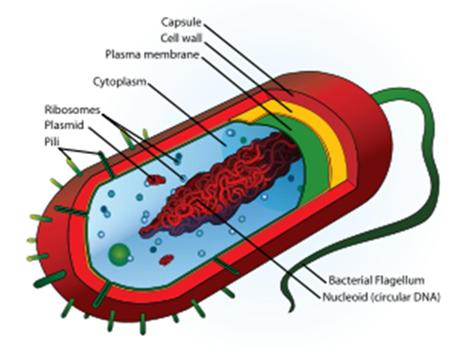 Capsule
Cell wall
Plasma membrane
Cytoplasm
Ribosomes
Plasmid
Pili
Bacterial Flagellum
Nucleoid (circular DNA)